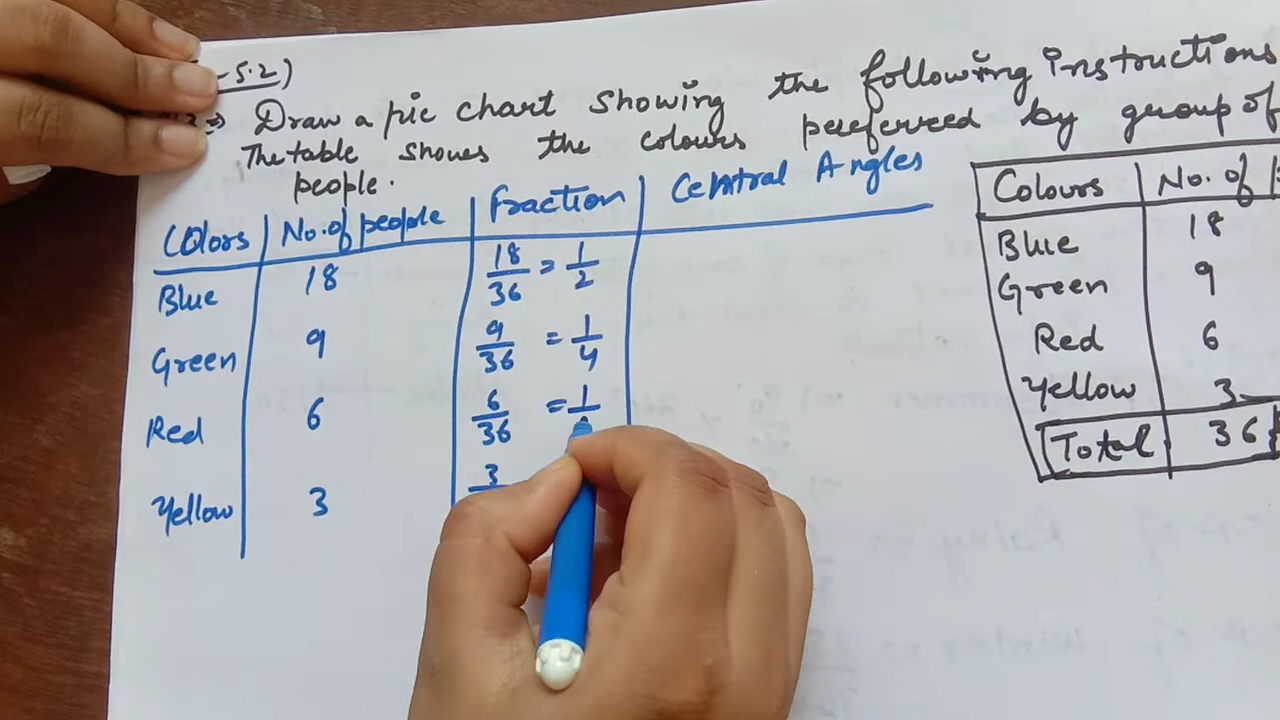 -5.2)
Draw a pie chart showing the following instructions
The table shows the colours preferred by group of
people.
Colors No. of people Fraction Central Angles
Blue 18 18/36 = 1/2
Green 9 9/36 = 1/4
Red 6 6/36 = 1
Yellow 3 3
Colours No. of
Blue 18
Green 9
Red 6
Yellow 3
Total 36